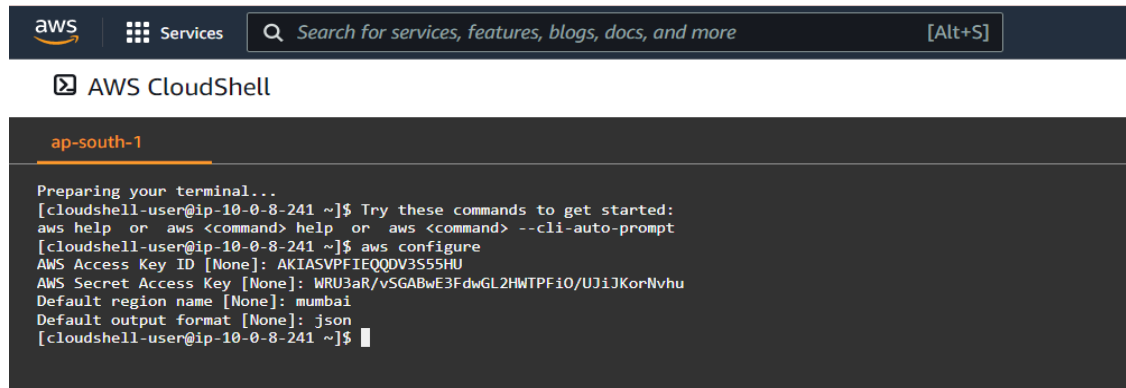 aws
Services
Search for services, features, blogs, docs, and more
[Alt+S]
AWS CloudShell
ap-south-1
Preparing your terminal...
[cloudshell-user@ip-10-0-8-241 ~]$ Try these commands to get started:
aws help or aws <command> help or aws <command> --cli-auto-prompt
[cloudshell-user@ip-10-0-8-241 ~]$ aws configure
AWS Access Key ID [None]: AKIASVPFIEQQDV3S55HU
AWS Secret Access Key [None]: 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
Default region name [None]: mumbai
Default output format [None]: json
[cloudshell-user@ip-10-0-8-241 ~]$